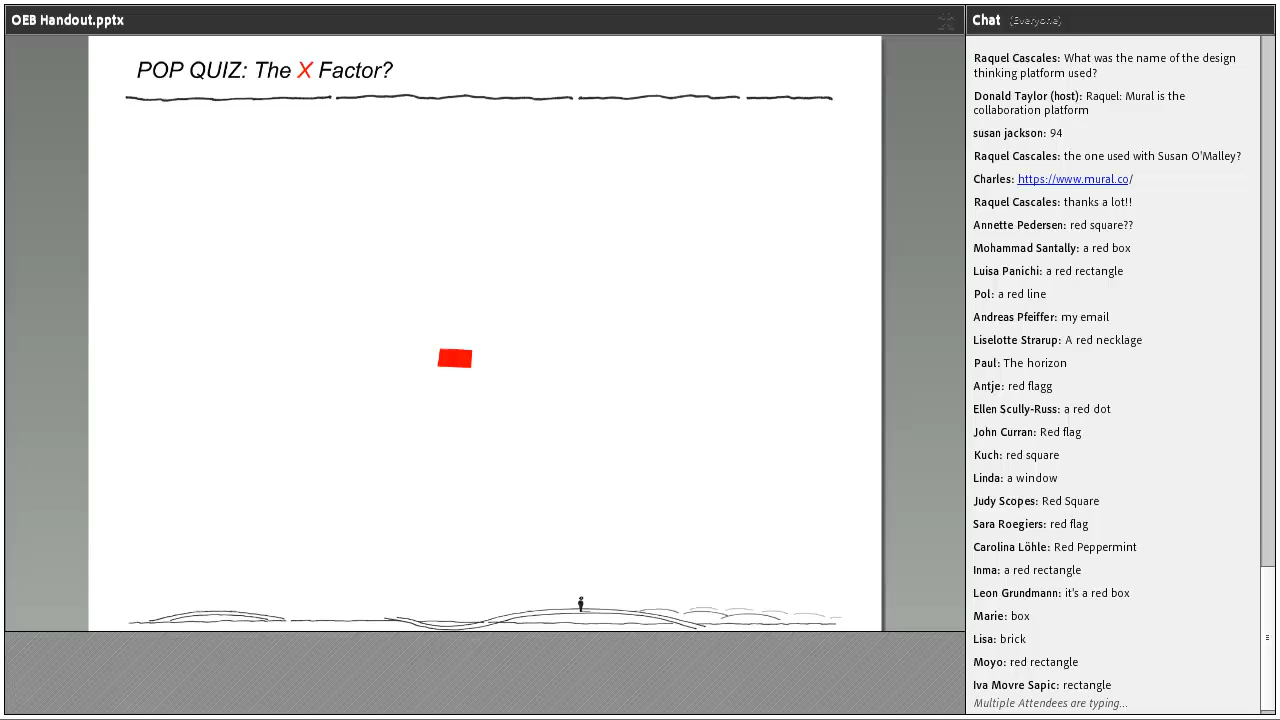 OEB Handout.pptx
POP QUIZ: The X Factor?
Chat (Everyone)
Raquel Cascales: What was the name of the design
thinking platform used?
Donald Taylor (host): Raquel: Mural is the
collaboration platform
susan jackson: 94
Raquel Cascales: the one used with Susan O'Malley?
Charles: https://www.mural.co/
Raquel Cascales: thanks a lot!!
Annette Pedersen: red square??
Mohammad Santally: a red box
Luisa Panichi: a red rectangle
Pol: a red line
Andreas Pfeiffer: my email
Liselotte Strarup: A red necklage
Paul: The horizon
Antje: red flagg
Ellen Scully-Russ: a red dot
John Curran: Red flag
Kuch: red square
Linda: a window
Judy Scopes: Red Square
Sara Roegiers: red flag
Carolina Löhle: Red Peppermint
Inma: a red rectangle
Leon Grundmann: it's a red box
Marie: box
Lisa: brick
Moyo: red rectangle
Iva Movre Sapic: rectangle
Multiple Attendees are typing...